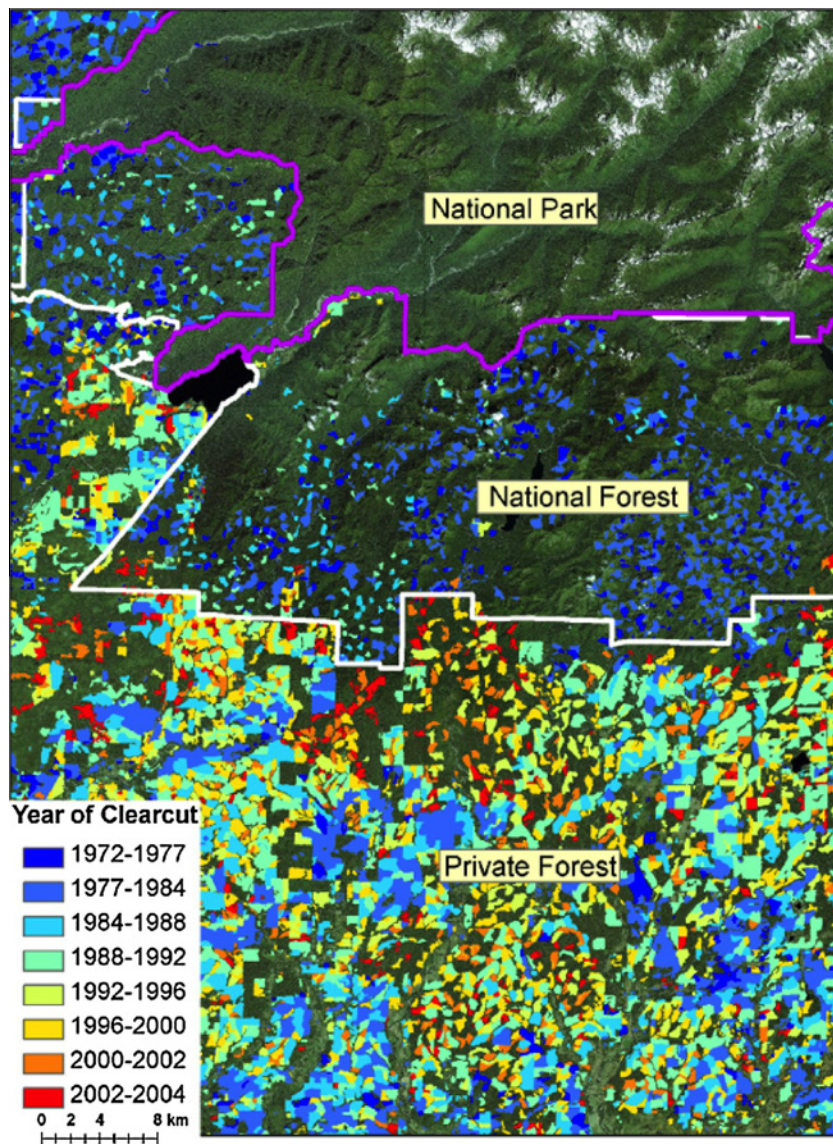 National Park
National Forest
Private Forest
Year of Clearcut
1972-1977
1977-1984
1984-1988
1988-1992
1992-1996
1996-2000
2000-2002
2002-2004
0 2 4 8 km